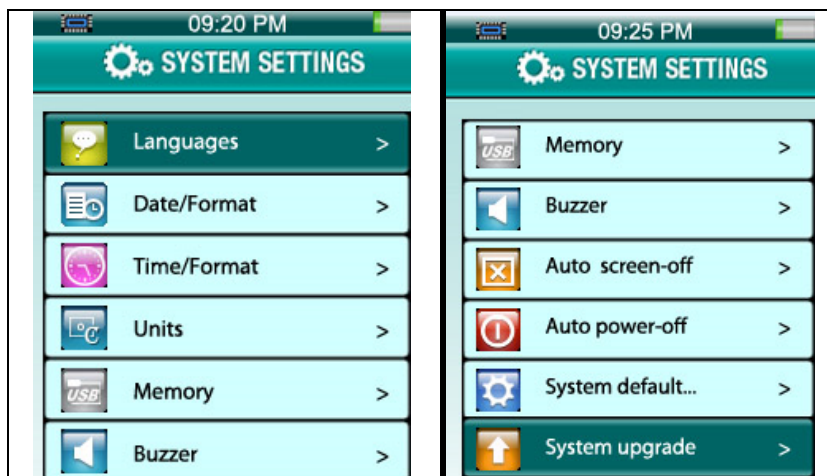 09:20 PM
SYSTEM SETTINGS
Languages >
Date/Format >
Time/Format >
Units >
USB Memory >
Buzzer >
09:25 PM
SYSTEM SETTINGS
USB Memory >
Buzzer >
Auto screen-off >
Auto power-off >
System default... >
System upgrade >